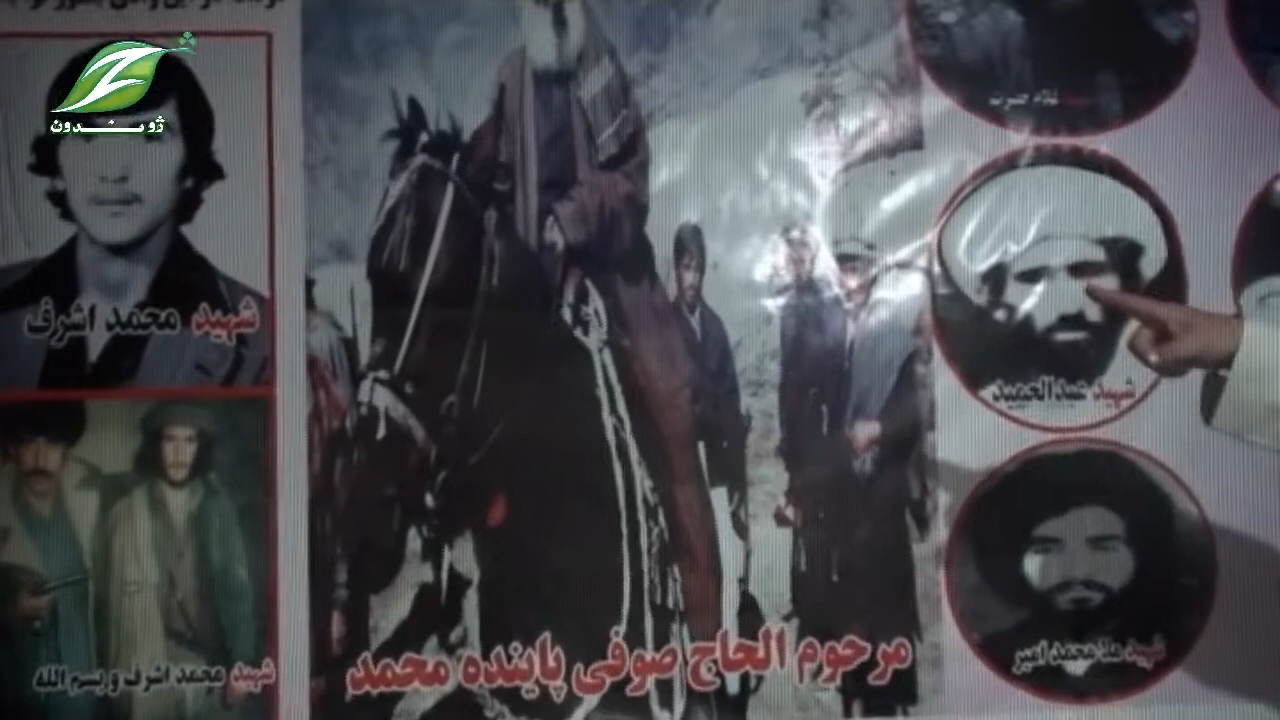 ژوندون
شهید محمد اشرف
شهید محمد اشرف و بسم الله
مرحوم الحاج صوفی پاینده محمد
شهید عبدالحمید
شهید ملا محمد امیر